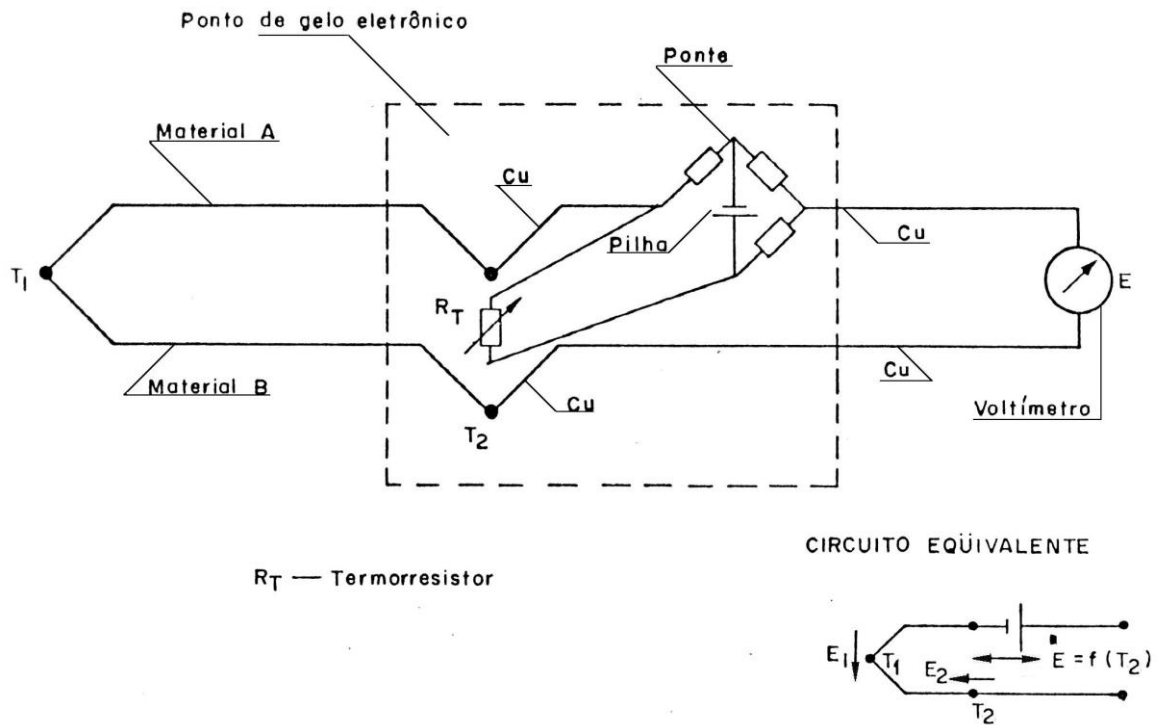 Ponto de gelo eletrônico
Ponte
Material A
Cu
Pilha
Cu
T1
RT
E
Material B
Cu
Cu
T2
Voltímetro
CIRCUITO EQÜIVALENTE
RT — Termorresistor
E1
T1
E2
E = f (T2)
T2